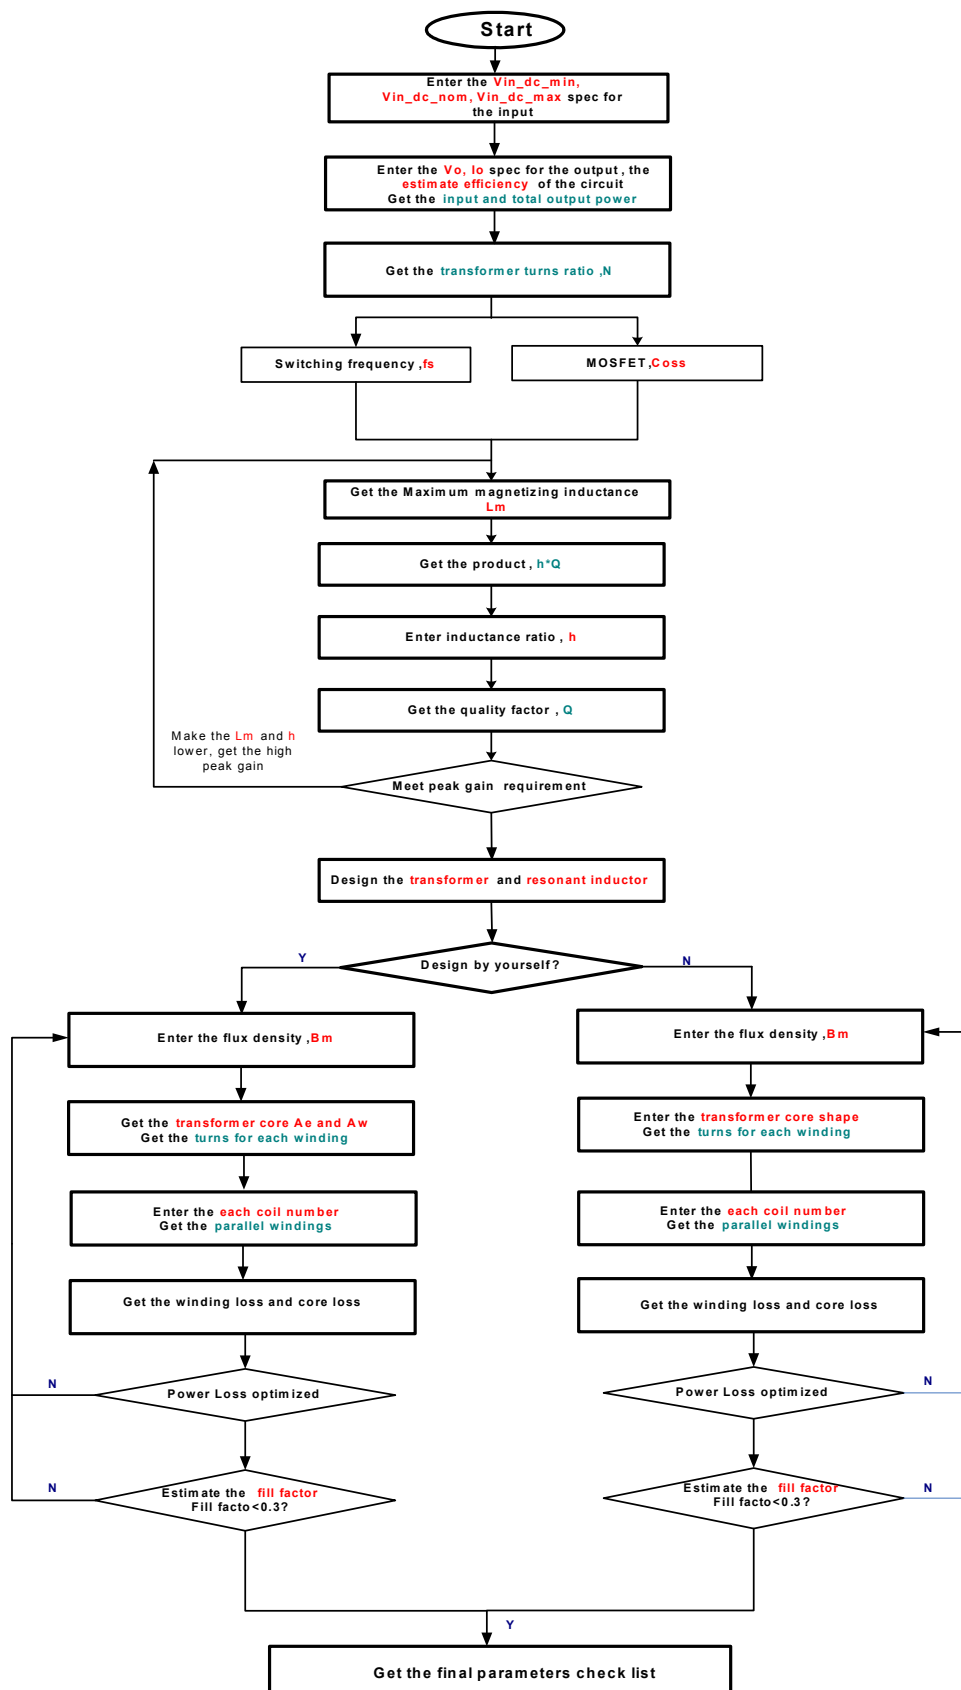 Start
Enter the Vin_dc_min,
Vin_dc_nom, Vin_dc_max spec for
the input
Enter the Vo, Io spec for the output , the
estimate efficiency of the circuit
Get the input and total output power
Get the transformer turns ratio ,N
Switching frequency ,fs
MOSFET,Coss
Get the Maximum magnetizing inductance
Lm
Get the product , h*Q
Enter inductance ratio , h
Get the quality factor , Q
Make the Lm and h
lower, get the high
peak gain
Meet peak gain requirement
Design the transformer and resonant inductor
Design by yourself?
Y
N
Enter the flux density ,Bm
Get the transformer core Ae and Aw
Get the turns for each winding
Enter the each coil number
Get the parallel windings
Get the winding loss and core loss
Power Loss optimized
N
Estimate the fill factor
Fill facto<0.3?
N
Enter the flux density ,Bm
Enter the transformer core shape
Get the turns for each winding
Enter the each coil number
Get the parallel windings
Get the winding loss and core loss
Power Loss optimized
N
Estimate the fill factor
Fill facto<0.3?
N
Y
Get the final parameters check list